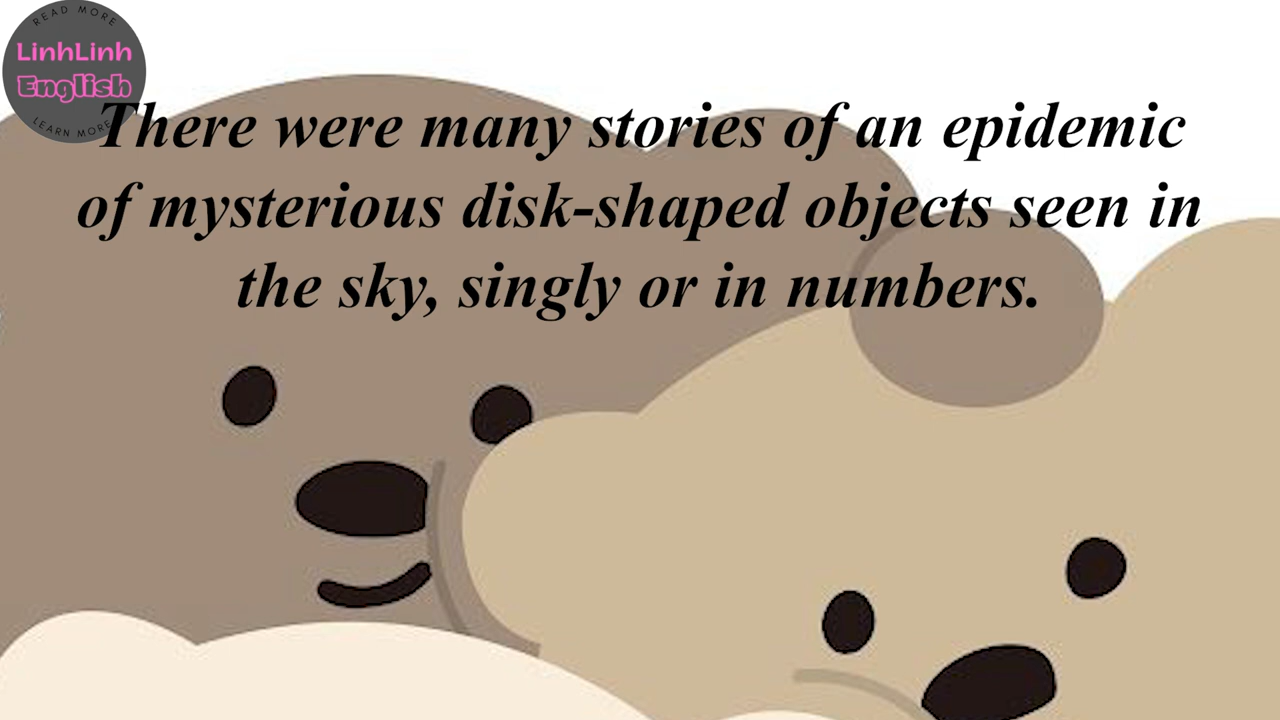 READ MORE
LinhLinh
English
LEARN MORE
There were many stories of an epidemic
of mysterious disk-shaped objects seen in
the sky, singly or in numbers.